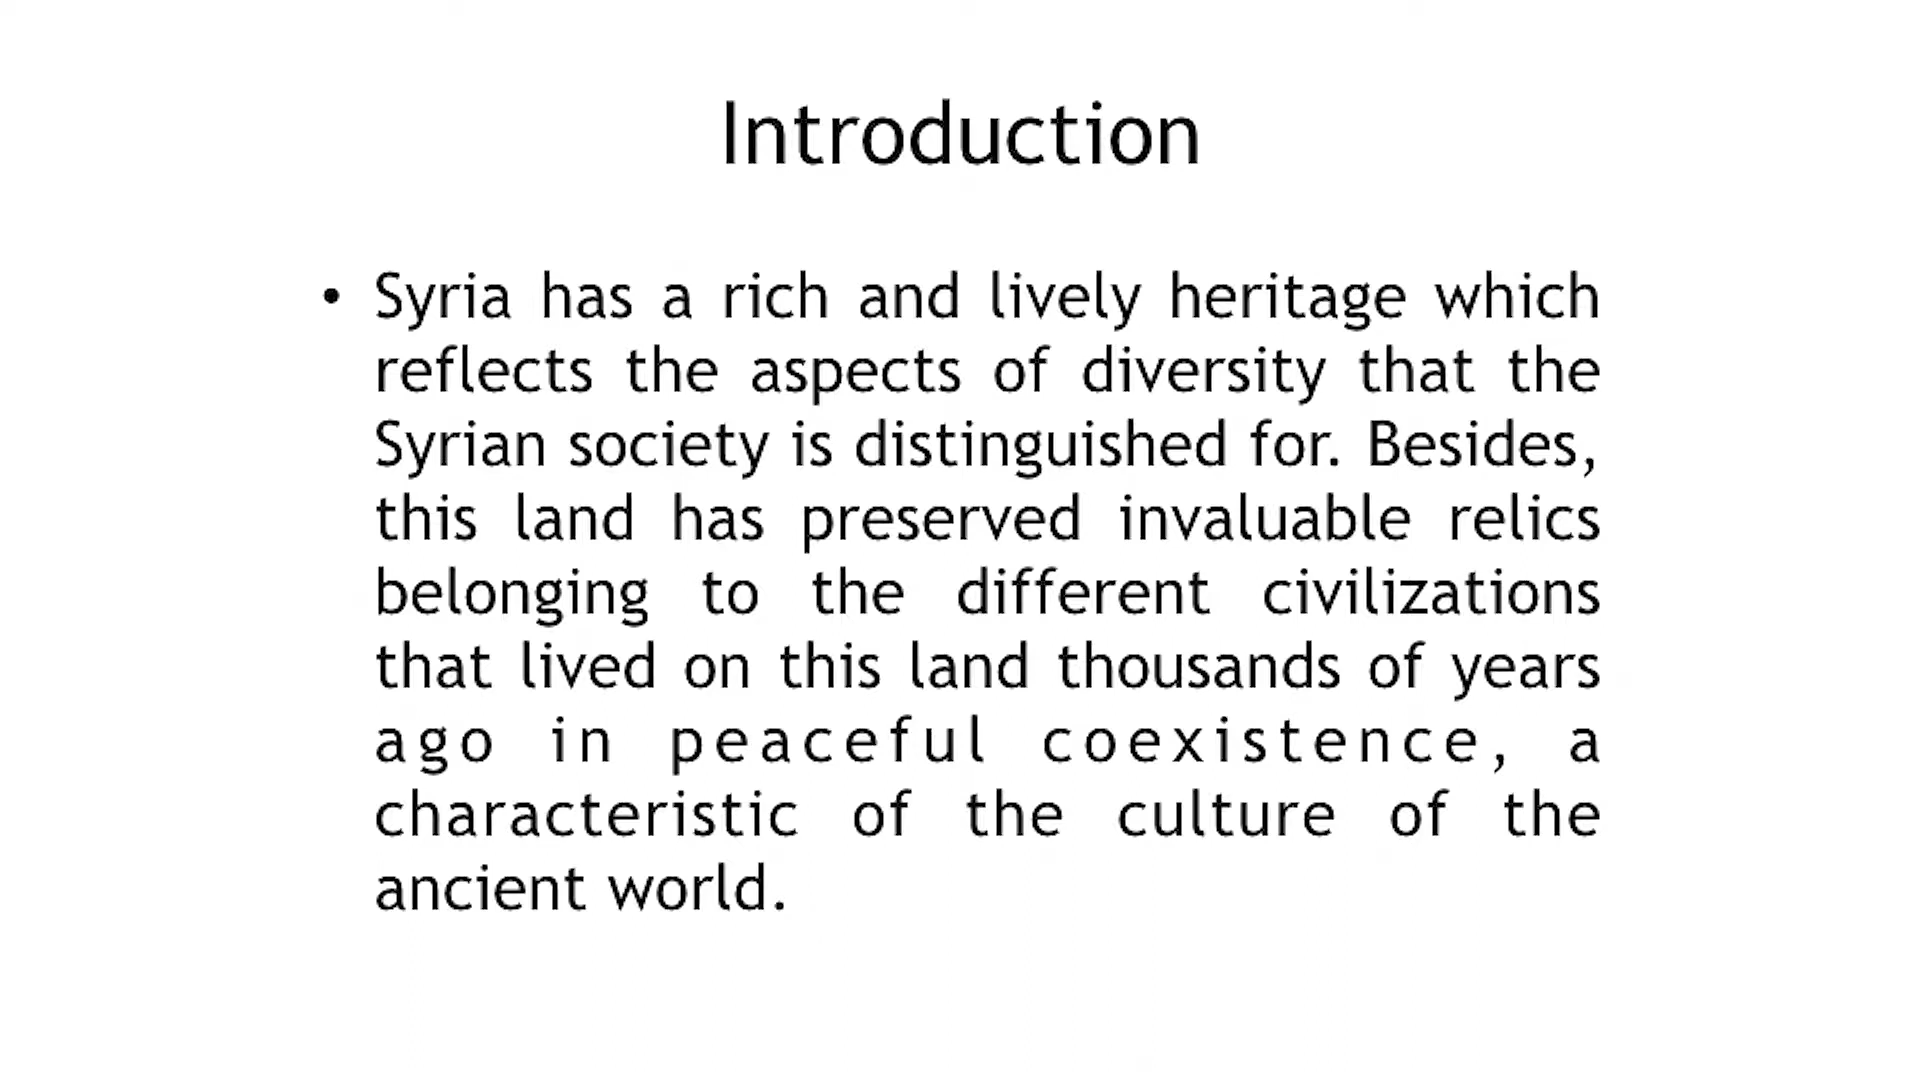 Introduction
• Syria has a rich and lively heritage which
reflects the aspects of diversity that the
Syrian society is distinguished for. Besides,
this land has preserved invaluable relics
belonging to the different civilizations
that lived on this land thousands of years
ago in peaceful coexistence, a
characteristic of the culture of the
ancient world.